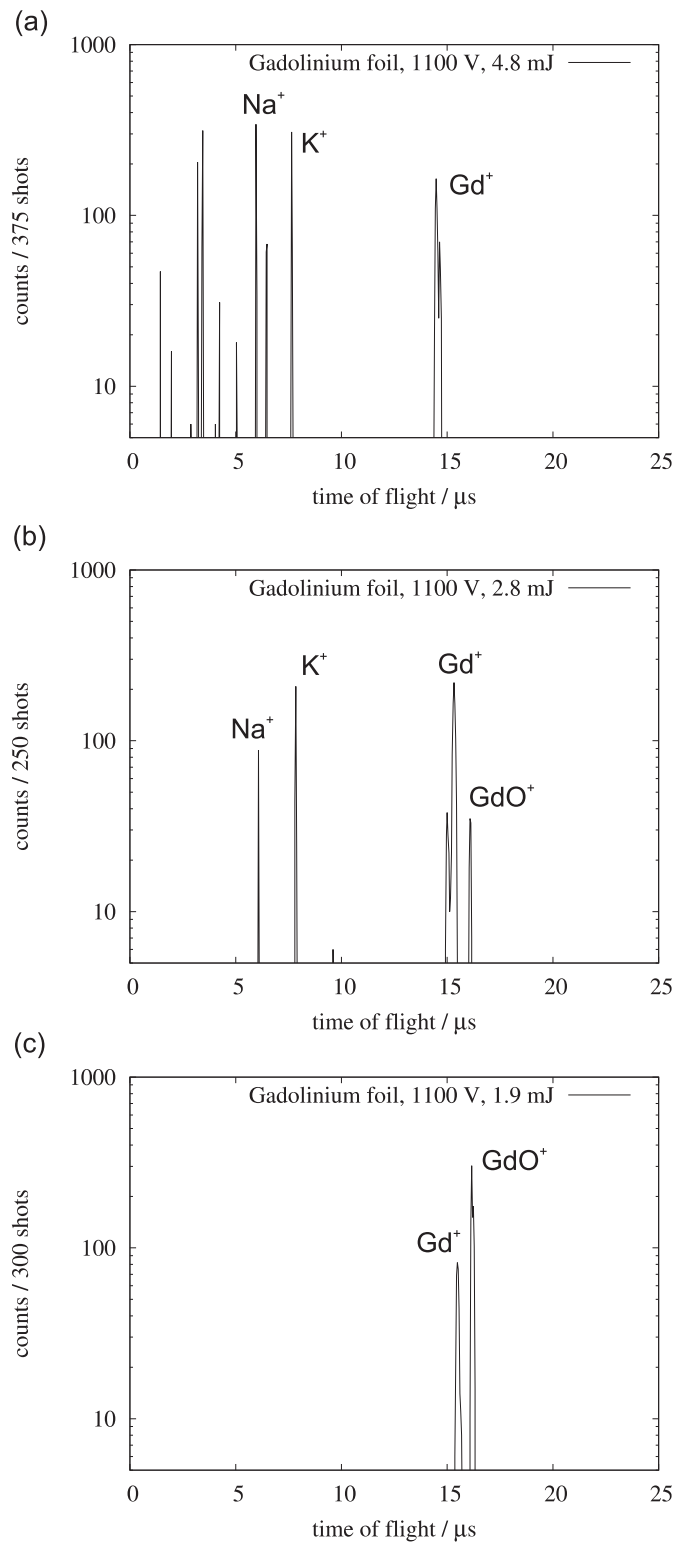 (a)
1000
Gadolinium foil, 1100 V, 4.8 mJ
Na⁺
K⁺
Gd⁺
100
10
counts / 375 shots
0 5 10 15 20 25
time of flight / µs
(b)
1000
Gadolinium foil, 1100 V, 2.8 mJ
Gd⁺
K⁺
Na⁺
100
GdO⁺
10
counts / 250 shots
0 5 10 15 20 25
time of flight / µs
(c)
1000
Gadolinium foil, 1100 V, 1.9 mJ
GdO⁺
Gd⁺
100
10
counts / 300 shots
0 5 10 15 20 25
time of flight / µs